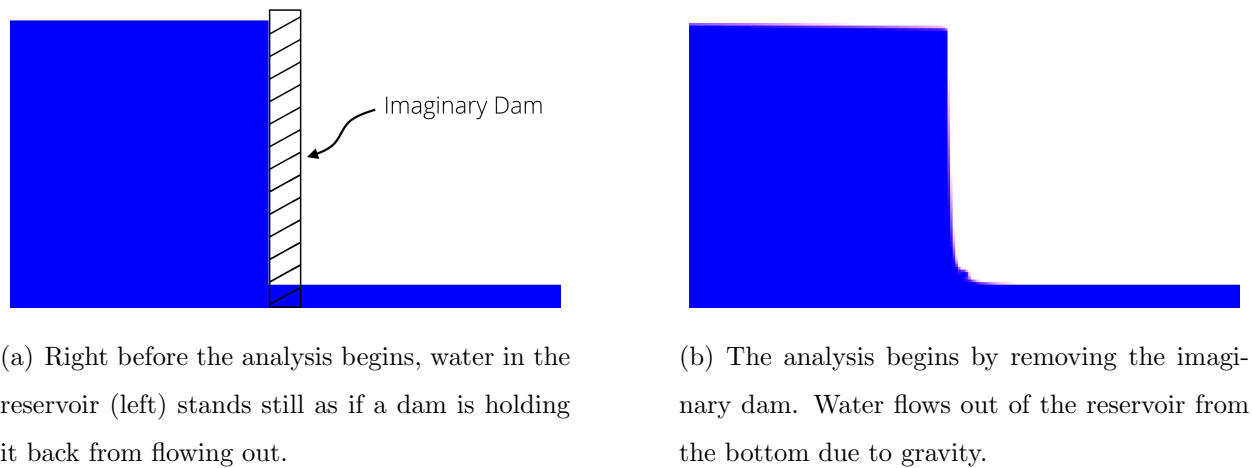 Imaginary Dam
(a) Right before the analysis begins, water in the
reservoir (left) stands still as if a dam is holding
it back from flowing out.
(b) The analysis begins by removing the imagi-
nary dam. Water flows out of the reservoir from
the bottom due to gravity.